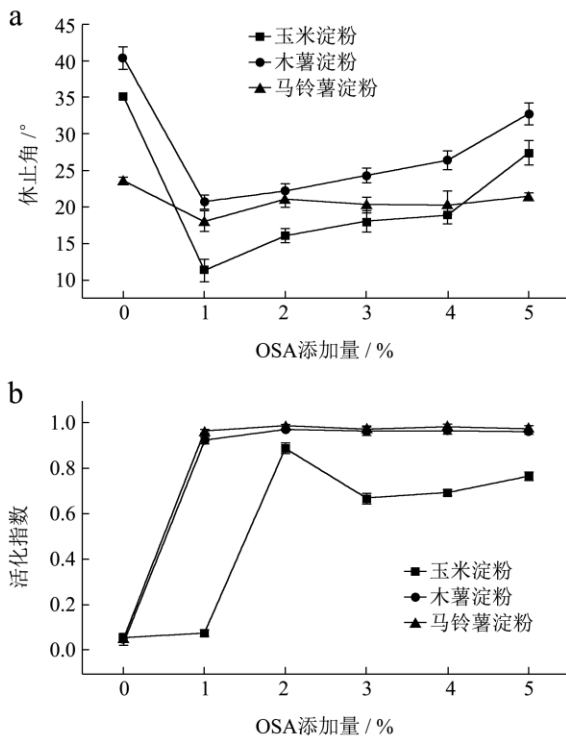 a
玉米淀粉
木薯淀粉
马铃薯淀粉
45
40
35
30
25
20
15
10
休止角 /°
0 1 2 3 4 5
OSA添加量 / %
b
1.0
0.8
0.6
0.4
0.2
0.0
活化指数
玉米淀粉
木薯淀粉
马铃薯淀粉
0 1 2 3 4 5
OSA添加量 / %